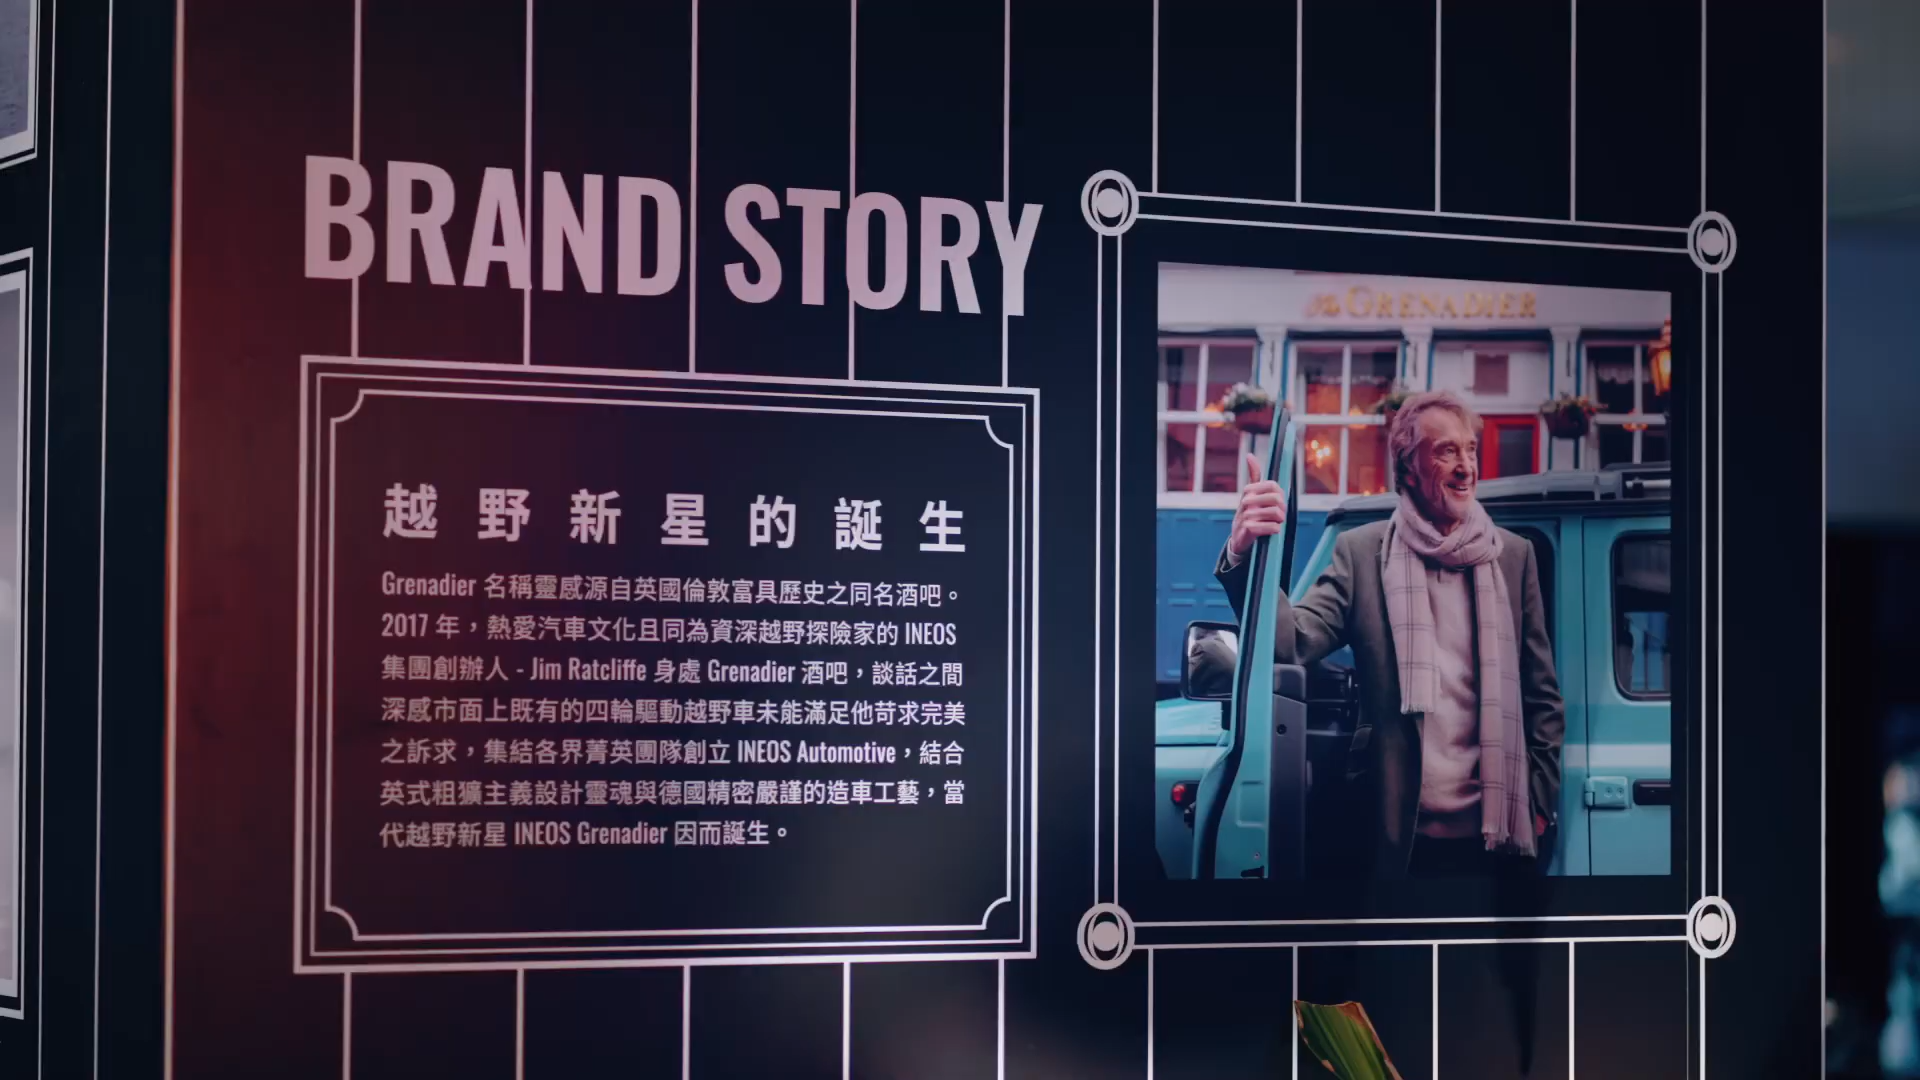 BRAND STORY
越野新星的誕生
Grenadier 名稱靈感源自英國倫敦富具歷史之同名酒吧。
2017 年，熱愛汽車文化且同為資深越野探險家的 INEOS
集團創辦人 - Jim Ratcliffe 身處 Grenadier 酒吧，談話之間
深感市面上既有的四輪驅動越野車未能滿足他苛求完美
之訴求，集結各界菁英團隊創立 INEOS Automotive，結合
英式粗獷主義設計靈魂與德國精密嚴謹的造車工藝，當
代越野新星 INEOS Grenadier 因而誕生。
The GRENADIER